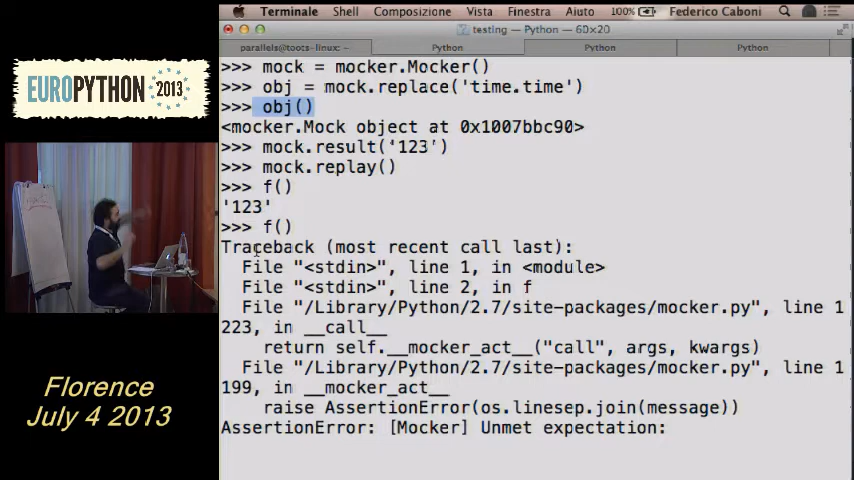 Terminale Shell Composizione Vista Finestra Aiuto 100% Federico Caboni
testing — Python — 60x20
parallels@toots-linux: ~ Python Python Python
>>> mock = mocker.Mocker()
>>> obj = mock.replace('time.time')
>>> obj()
<mocker.Mock object at 0x1007bbc90>
>>> mock.result('123')
>>> mock.replay()
>>> f()
'123'
>>> f()
Traceback (most recent call last):
File "<stdin>", line 1, in <module>
File "<stdin>", line 2, in f
File "/Library/Python/2.7/site-packages/mocker.py", line 1
223, in __call__
return self.__mocker_act__("call", args, kwargs)
File "/Library/Python/2.7/site-packages/mocker.py", line 1
199, in __mocker_act__
raise AssertionError(os.linesep.join(message))
AssertionError: [Mocker] Unmet expectation:
EUROPYTHON 2013
Florence
July 4 2013